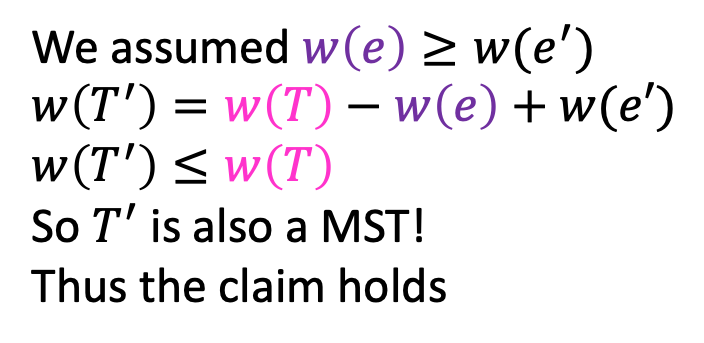 We assumed w(e) ≥ w(e′)
w(T′) = w(T) − w(e) + w(e′)
w(T′) ≤ w(T)
So T′ is also a MST!
Thus the claim holds